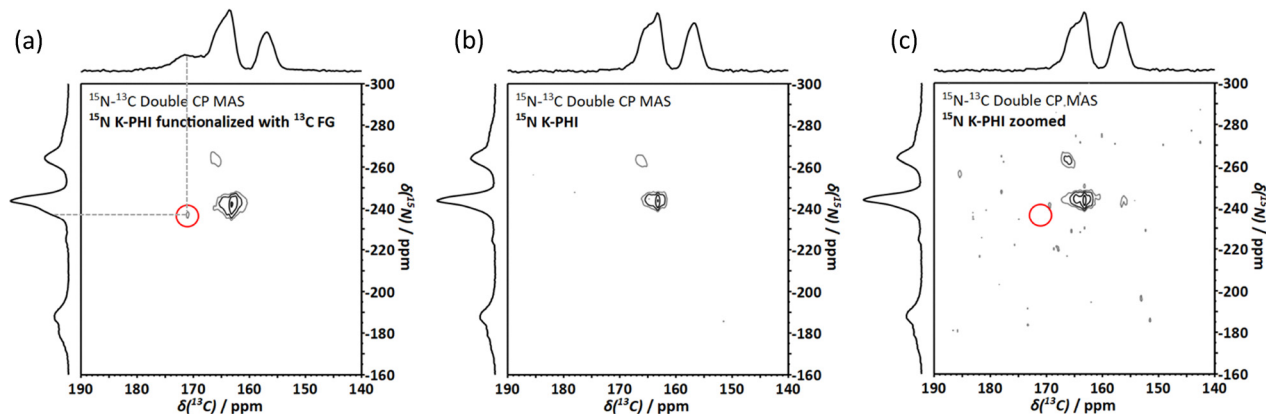 (a)
¹⁵N-¹³C Double CP MAS
¹⁵N K-PHI functionalized with ¹³C FG
-300
-280
-260
-240
-220
-200
-180
-160
δ(¹⁵N) / ppm
190 180 170 160 150 140
δ(¹³C) / ppm
(b)
¹⁵N-¹³C Double CP MAS
¹⁵N K-PHI
-300
-280
-260
-240
-220
-200
-180
-160
δ(¹⁵N) / ppm
190 180 170 160 150 140
δ(¹³C) / ppm
(c)
¹⁵N-¹³C Double CP MAS
¹⁵N K-PHI zoomed
-300
-280
-260
-240
-220
-200
-180
-160
δ(¹⁵N) / ppm
190 180 170 160 150 140
δ(¹³C) / ppm